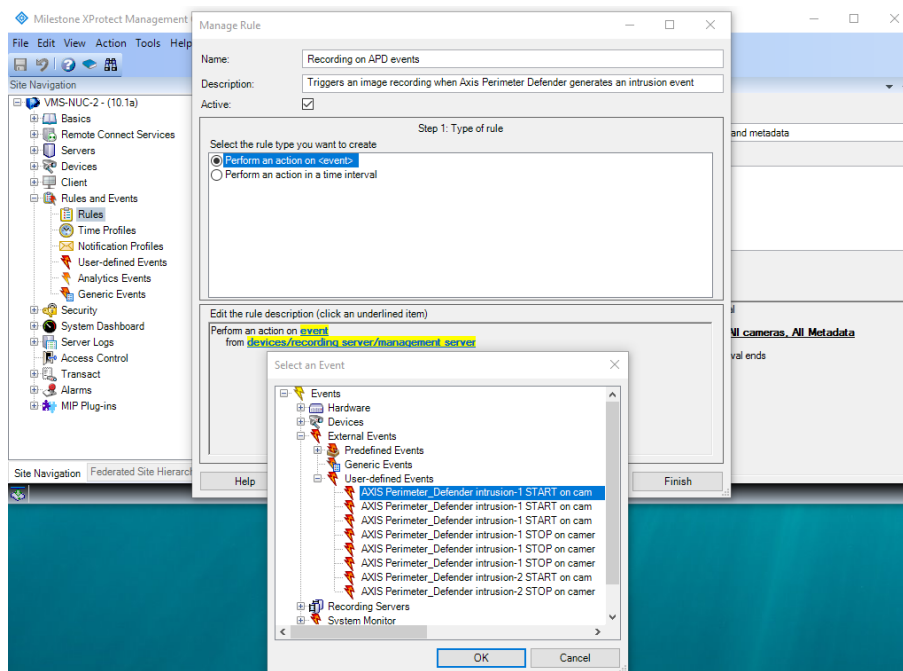 Milestone XProtect Management
File Edit View Action Tools Help
Site Navigation
VMS-NUC-2 - (10.1a)
Basics
Remote Connect Services
Servers
Devices
Client
Rules and Events
Rules
Time Profiles
Notification Profiles
User-defined Events
Analytics Events
Generic Events
Security
System Dashboard
Server Logs
Access Control
Transact
Alarms
MIP Plug-ins
Site Navigation Federated Site Hierarc
Manage Rule
Name: Recording on APD events
Description: Triggers an image recording when Axis Perimeter Defender generates an intrusion event
Active:
Step 1: Type of rule
Select the rule type you want to create
Perform an action on <event>
Perform an action in a time interval
Edit the rule description (click an underlined item)
Perform an action on event
from devices/recording server/management server
Help
Finish
and metadata
All cameras, All Metadata
val ends
Select an Event
Events
Hardware
Devices
External Events
Predefined Events
Generic Events
User-defined Events
AXIS Perimeter_Defender intrusion-1 START on cam
AXIS Perimeter_Defender intrusion-1 START on cam
AXIS Perimeter_Defender intrusion-1 START on cam
AXIS Perimeter_Defender intrusion-1 STOP on camer
AXIS Perimeter_Defender intrusion-1 STOP on camer
AXIS Perimeter_Defender intrusion-2 START on cam
AXIS Perimeter_Defender intrusion-2 STOP on camer
Recording Servers
System Monitor
OK
Cancel